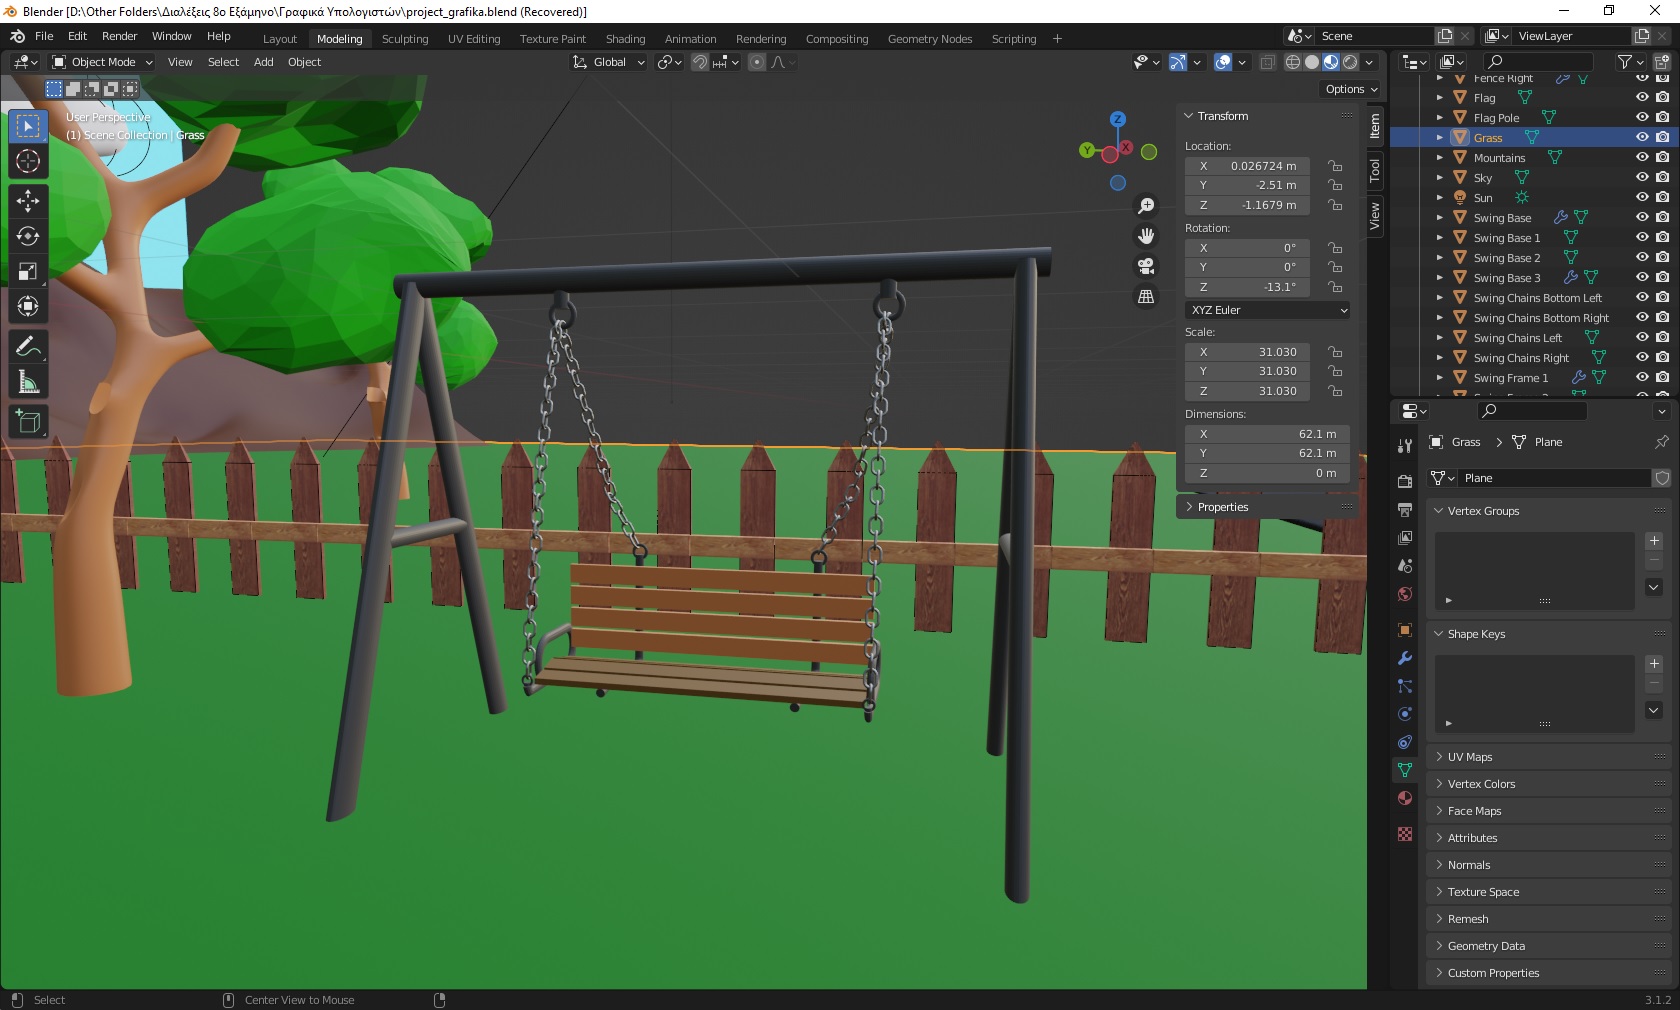 Blender [D:\Other Folders\Διαλέξεις 8ο Εξάμηνο\Γραφικά Υπολογιστών\project_grafika.blend (Recovered)]
File Edit Render Window Help Layout Modeling Sculpting UV Editing Texture Paint Shading Animation Rendering Compositing Geometry Nodes Scripting + Scene ViewLayer
Object Mode View Select Add Object Global
Options
User Perspective
(1) Scene Collection | Grass
Z
Y
X
Transform
Location:
X 0.026724 m
Y -2.51 m
Z -1.1679 m
Rotation:
X 0°
Y 0°
Z -13.1°
XYZ Euler
Scale:
X 31.030
Y 31.030
Z 31.030
Dimensions:
X 62.1 m
Y 62.1 m
Z 0 m
Properties
Item
Tool
View
Fence Right
Flag
Flag Pole
Grass
Mountains
Sky
Sun
Swing Base
Swing Base 1
Swing Base 2
Swing Base 3
Swing Chains Bottom Left
Swing Chains Bottom Right
Swing Chains Left
Swing Chains Right
Swing Frame 1
Grass > Plane
Plane
Vertex Groups
Shape Keys
UV Maps
Vertex Colors
Face Maps
Attributes
Normals
Texture Space
Remesh
Geometry Data
Custom Properties
Select Center View to Mouse 3.1.2